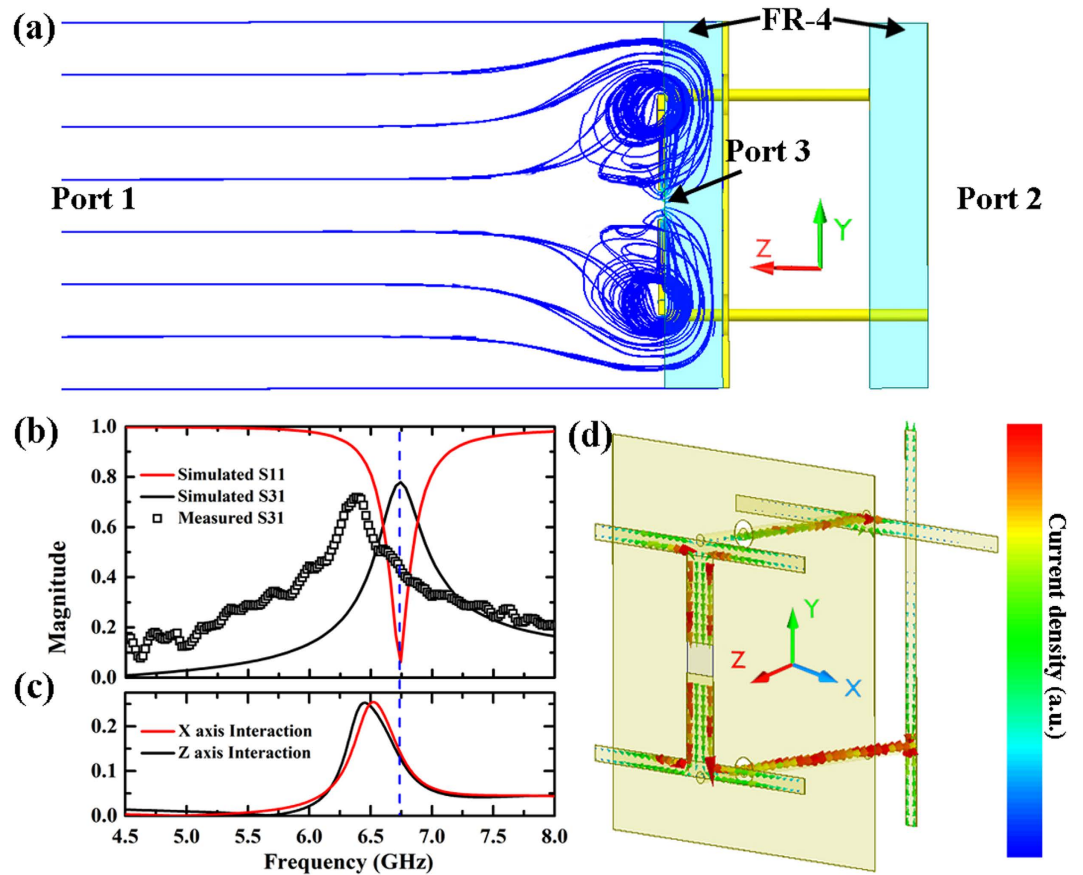 (a)
FR-4
Port 3
Port 1
Port 2
Y
Z
(b)
1.0
0.8
0.6
0.4
0.2
0.0
Magnitude
Simulated S11
Simulated S31
Measured S31
(c)
0.2
0.1
0.0
X axis Interaction
Z axis Interaction
4.5 5.0 5.5 6.0 6.5 7.0 7.5 8.0
Frequency (GHz)
(d)
Y
Z
X
Current density (a.u.)